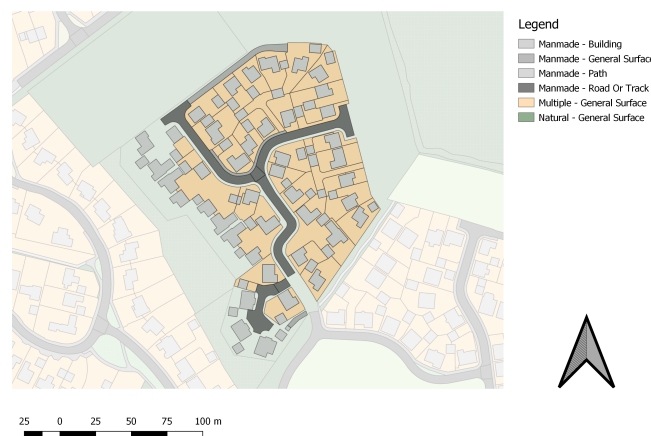 Legend
Manmade - Building
Manmade - General Surface
Manmade - Path
Manmade - Road Or Track
Multiple - General Surface
Natural - General Surface
25 0 25 50 75 100 m